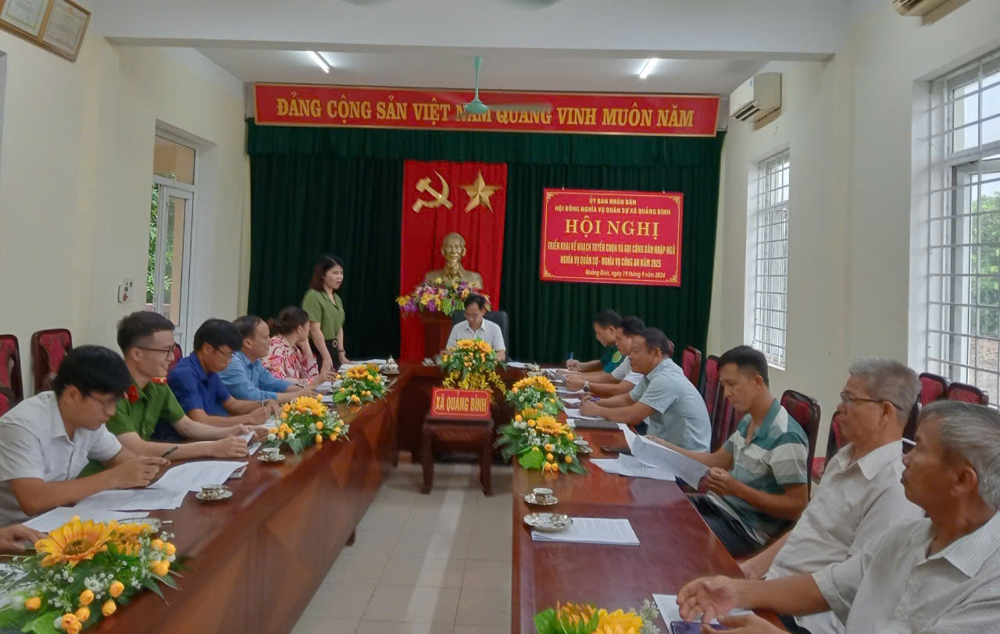 ĐẢNG CỘNG SẢN VIỆT NAM QUANG VINH MUÔN NĂM
ỦY BAN NHÂN DÂN
HỘI ĐỒNG NGHĨA VỤ QUÂN SỰ XÃ QUẢNG BÌNH
HỘI NGHỊ
TRIỂN KHAI KẾ HOẠCH TUYỂN CHỌN VÀ GỌI CÔNG DÂN NHẬP NGŨ
NGHĨA VỤ QUÂN SỰ - NGHĨA VỤ CÔNG AN NĂM 2025
Quảng Bình, ngày 19 tháng 9 năm 2024
XÃ QUẢNG BÌNH